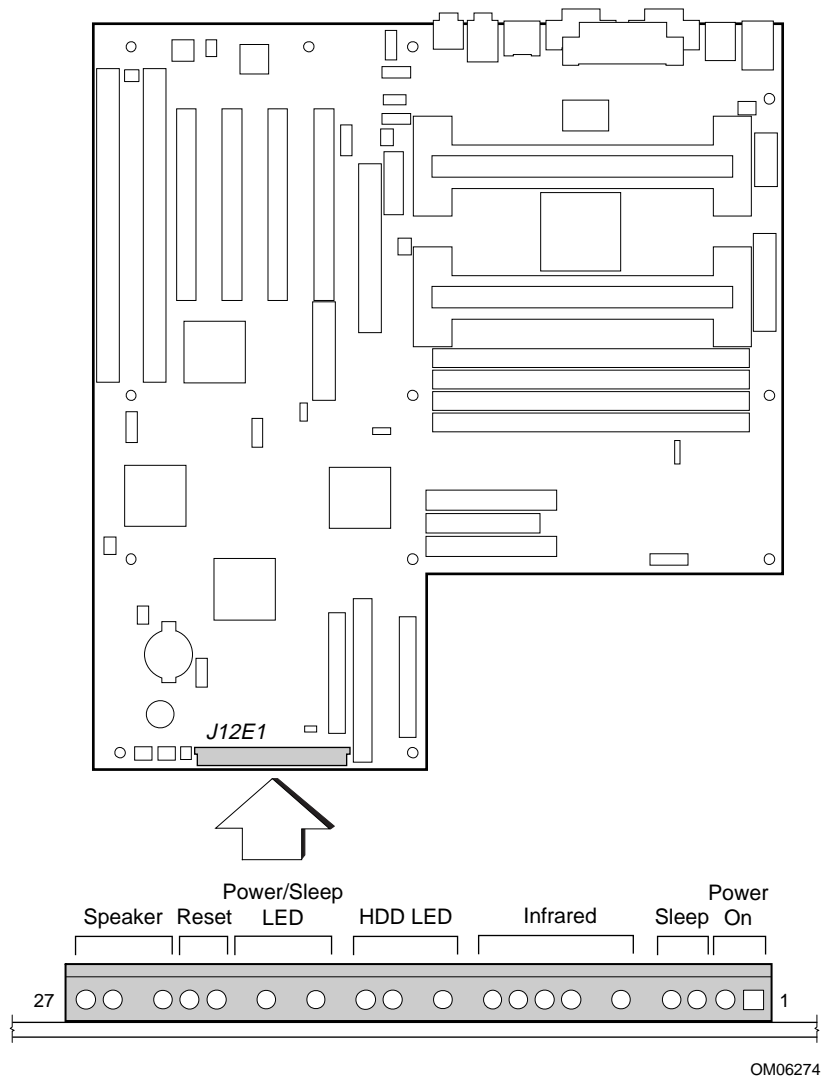 J12E1
Power/Sleep Power
Speaker Reset LED HDD LED Infrared Sleep On
27 1
OM06274